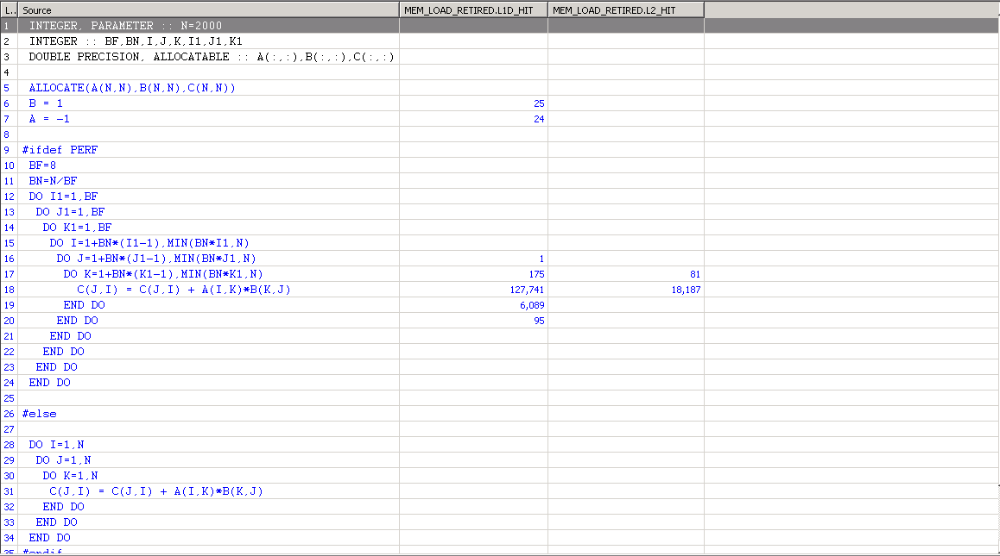 L.. Source MEM_LOAD_RETIRED.L1D_HIT MEM_LOAD_RETIRED.L2_HIT
1 INTEGER, PARAMETER :: N=2000
2 INTEGER :: BF,BN,I,J,K,I1,J1,K1
3 DOUBLE PRECISION, ALLOCATABLE :: A(:,:),B(:,:),C(:,:)
4
5 ALLOCATE(A(N,N),B(N,N),C(N,N))
6 B = 1 25
7 A = -1 24
8
9 #ifdef PERF
10 BF=8
11 BN=N/BF
12 DO I1=1,BF
13 DO J1=1,BF
14 DO K1=1,BF
15 DO I=1+BN*(I1-1),MIN(BN*I1,N)
16 DO J=1+BN*(J1-1),MIN(BN*J1,N) 1
17 DO K=1+BN*(K1-1),MIN(BN*K1,N) 175 81
18 C(J,I) = C(J,I) + A(I,K)*B(K,J) 127,741 18,187
19 END DO 6,089
20 END DO 95
21 END DO
22 END DO
23 END DO
24 END DO
25
26 #else
27
28 DO I=1,N
29 DO J=1,N
30 DO K=1,N
31 C(J,I) = C(J,I) + A(I,K)*B(K,J)
32 END DO
33 END DO
34 END DO
35 #endif